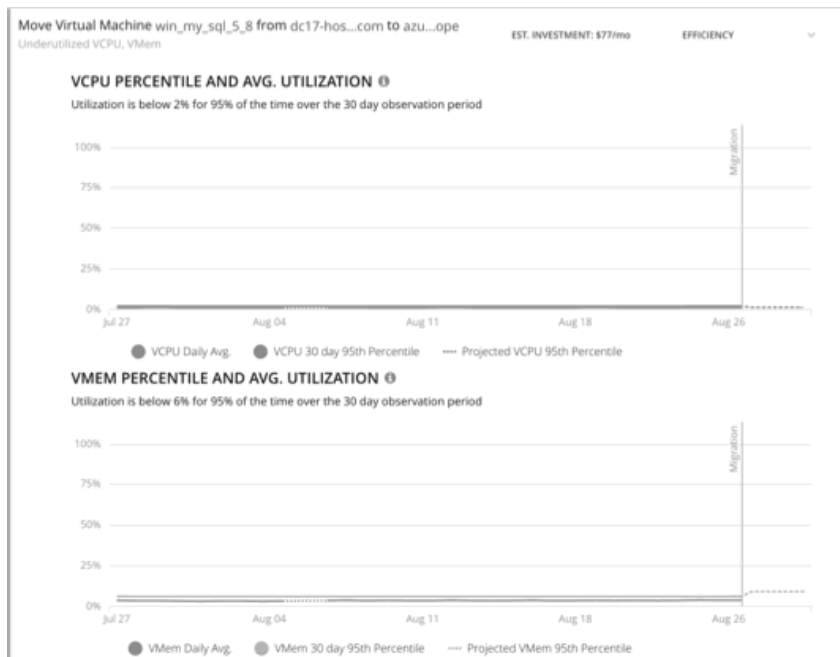 Move Virtual Machine win_my_sql_5_8 from dc17-hos...com to azu...ope
EST. INVESTMENT: $77/mo
EFFICIENCY
Underutilized VCPU, VMem
VCPU PERCENTILE AND AVG. UTILIZATION
Utilization is below 2% for 95% of the time over the 30 day observation period
Migration
100%
75%
50%
25%
0%
Jul 27 Aug 04 Aug 11 Aug 18 Aug 26
VCPU Daily Avg. VCPU 30 day 95th Percentile Projected VCPU 95th Percentile
VMEM PERCENTILE AND AVG. UTILIZATION
Utilization is below 6% for 95% of the time over the 30 day observation period
Migration
100%
75%
50%
25%
0%
Jul 27 Aug 04 Aug 11 Aug 18 Aug 26
VMem Daily Avg. VMem 30 day 95th Percentile Projected VMem 95th Percentile